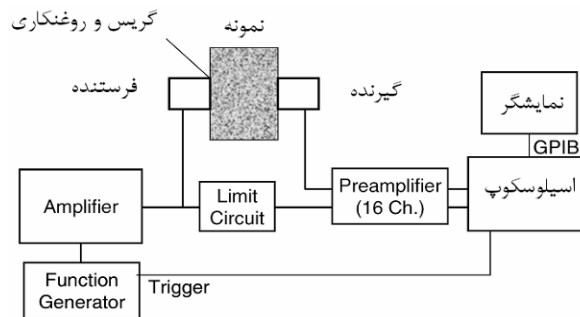 گریس و روغنکاری
نمونه
فرستنده
گیرنده
نمایشگر
GPIB
اسیلوسکوپ
Preamplifier
(16 Ch.)
Limit
Circuit
Amplifier
Function
Generator
Trigger